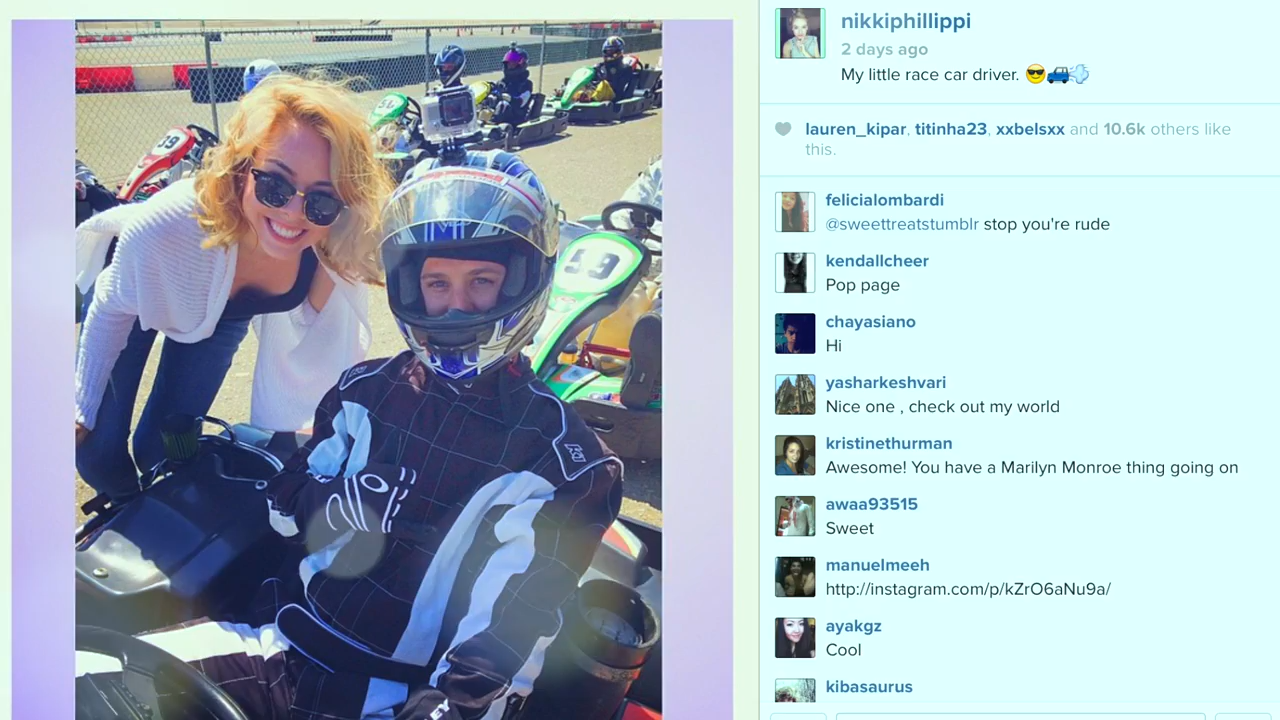 nikkiphillippi
2 days ago
My little race car driver. 😎🚙💨
lauren_kipar, titinha23, xxbelsxx and 10.6k others like
this.
felicialombardi
@sweettreatstumblr stop you're rude
kendallcheer
Pop page
chayasiano
Hi
yasharkeshvari
Nice one , check out my world
kristinethurman
Awesome! You have a Marilyn Monroe thing going on
awaa93515
Sweet
manuelmeeh
http://instagram.com/p/kZrO6aNu9a/
ayakgz
Cool
kibasaurus
59
K1